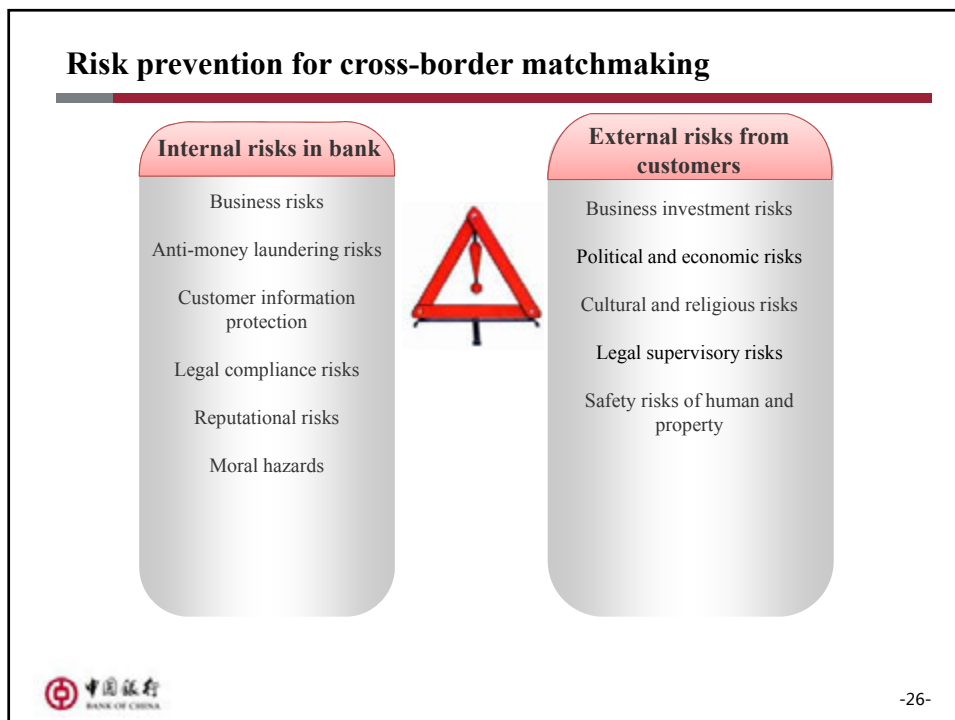 Risk prevention for cross-border matchmaking
Internal risks in bank
Business risks
Anti-money laundering risks
Customer information
protection
Legal compliance risks
Reputational risks
Moral hazards
External risks from
customers
Business investment risks
Political and economic risks
Cultural and religious risks
Legal supervisory risks
Safety risks of human and
property
中国银行
BANK OF CHINA
-26-